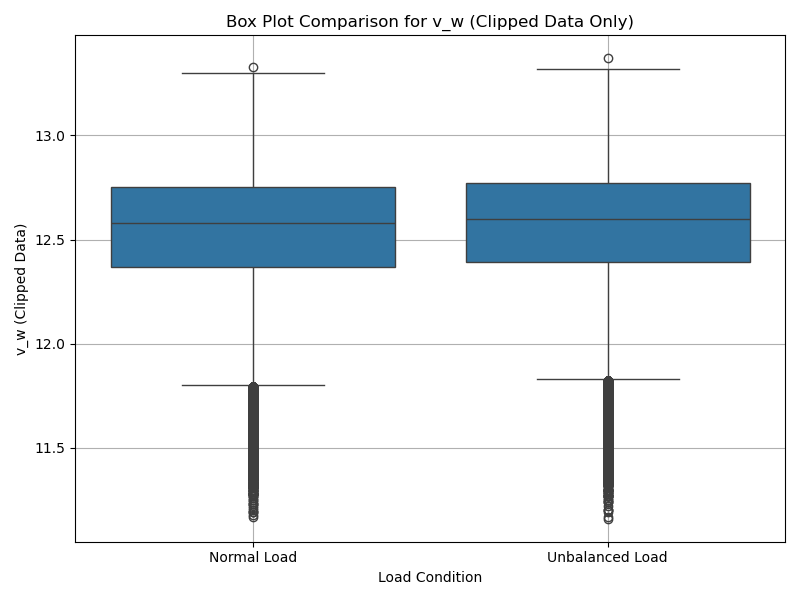 Box Plot Comparison for v_w (Clipped Data Only)
v_w (Clipped Data)
13.0
12.5
12.0
11.5
Normal Load
Unbalanced Load
Load Condition